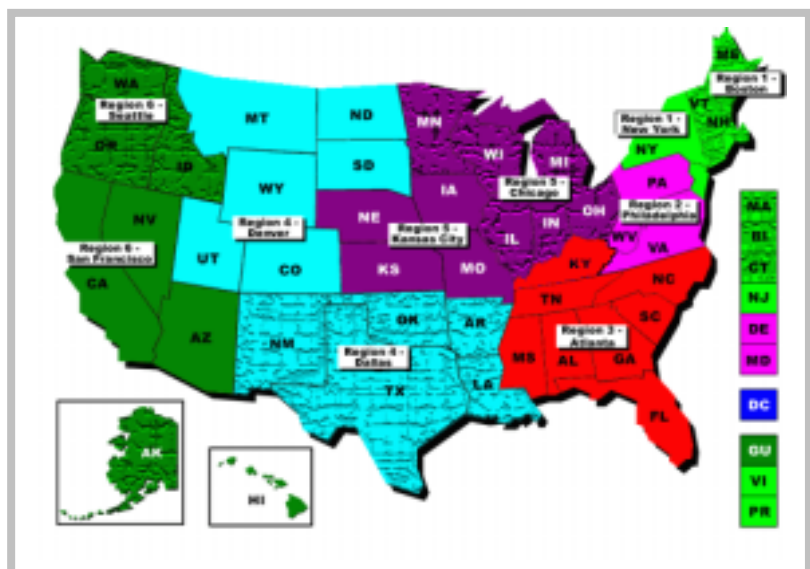 ME
Region 1 -
Boston
WA
Region 6 -
Seattle
MT
ND
MN
VT
NH
Region 1 -
New York
OR
ID
SD
WI
MI
NY
WY
IA
Region 5 -
Chicago
PA
NV
NE
OH
Region 2 -
Philadelphia
Region 4 -
Denver
Region 5 -
Kansas City
IL
IN
WV
VA
Region 6 -
San Francisco
UT
CO
KS
MO
KY
CA
NC
TN
AZ
NM
OK
AR
SC
Region 4 -
Dallas
Region 3 -
Atlanta
MS
AL
GA
TX
LA
FL
AK
HI
MA
CT
NJ
DE
MD
DC
GU
VI
PR